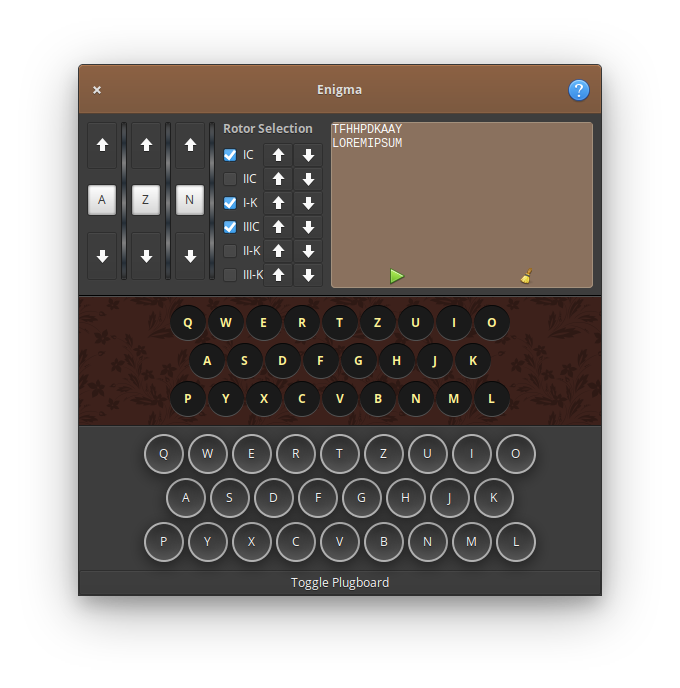 × Enigma ?
Rotor Selection
A Z N
IC
IIC
I-K
IIIC
II-K
III-K
TFHHPDKAAY
LOREMIPSUM
Q W E R T Z U I O
A S D F G H J K
P Y X C V B N M L
Q W E R T Z U I O
A S D F G H J K
P Y X C V B N M L
Toggle Plugboard